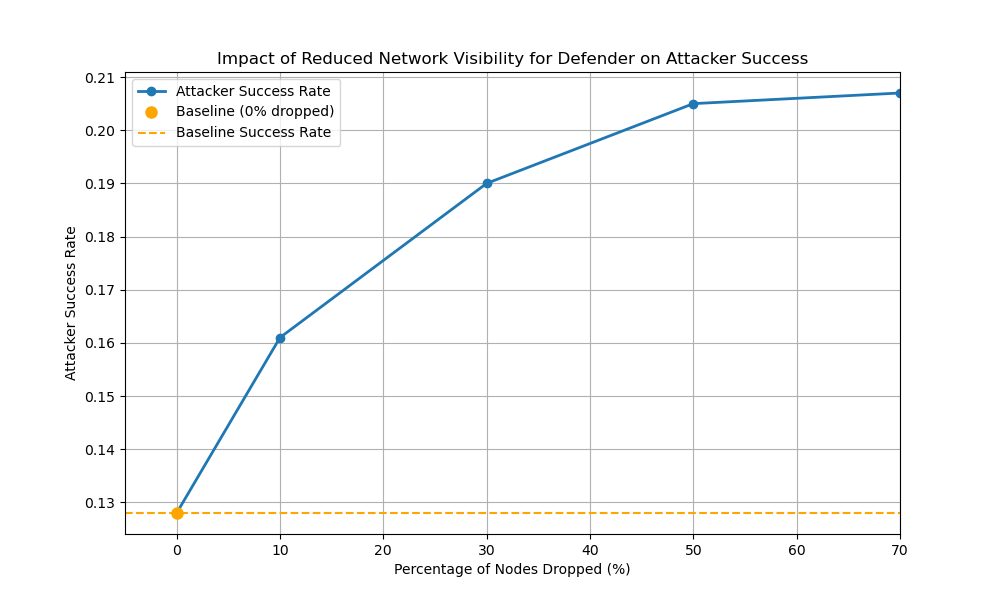 Impact of Reduced Network Visibility for Defender on Attacker Success
Attacker Success Rate
Baseline (0% dropped)
Baseline Success Rate
Attacker Success Rate
0.21
0.20
0.19
0.18
0.17
0.16
0.15
0.14
0.13
0 10 20 30 40 50 60 70
Percentage of Nodes Dropped (%)